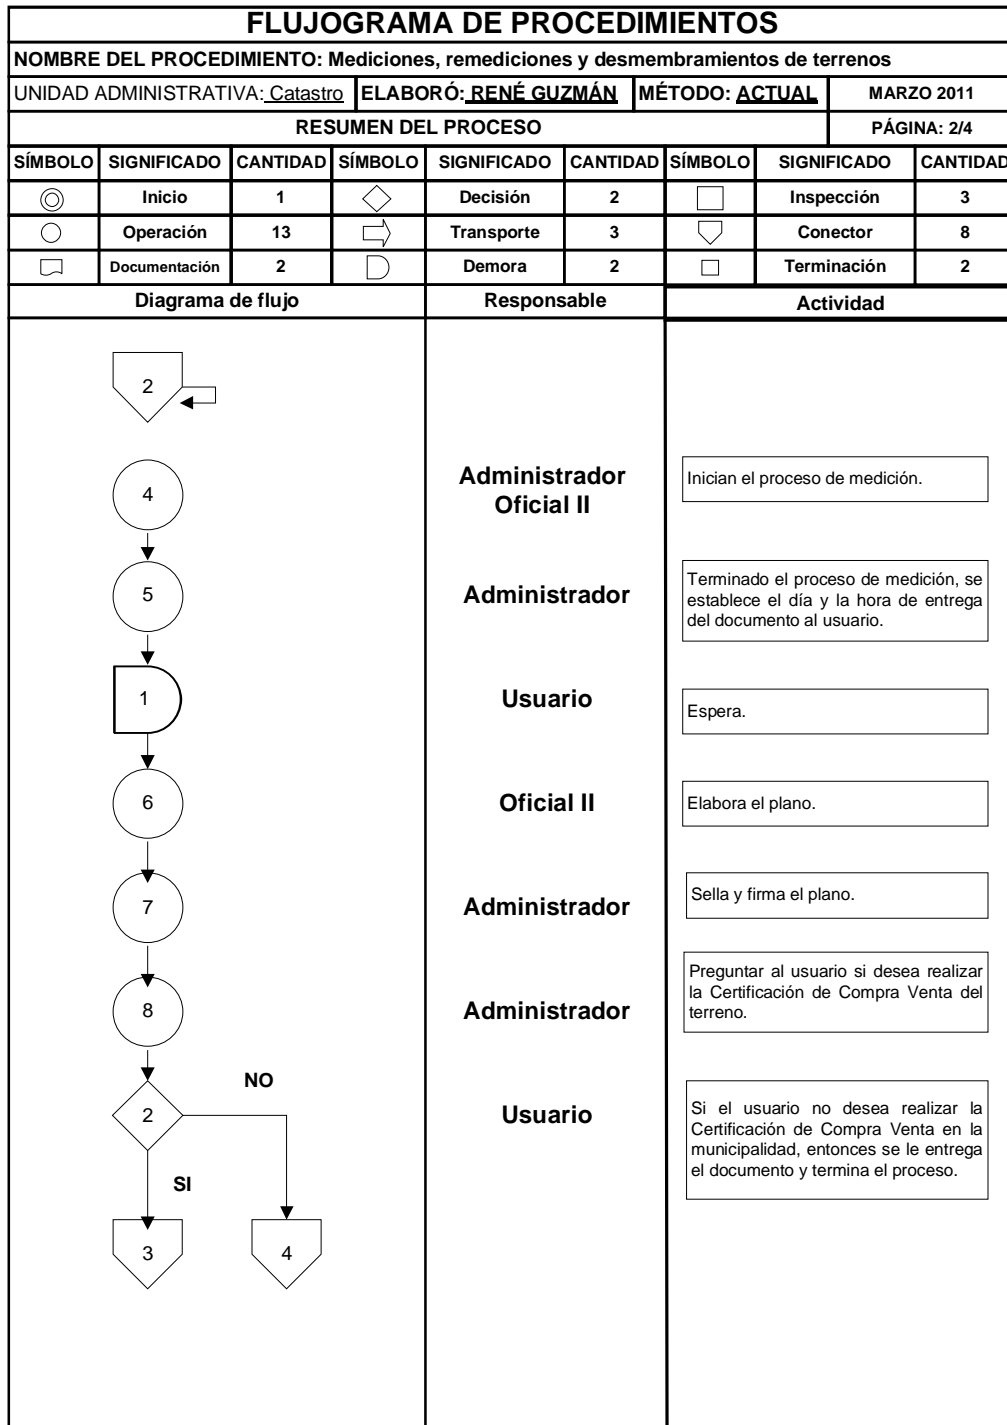 FLUJOGRAMA DE PROCEDIMIENTOS
NOMBRE DEL PROCEDIMIENTO: Mediciones, remediciones y desmembramientos de terrenos
UNIDAD ADMINISTRATIVA: Catastro ELABORÓ: RENÉ GUZMÁN MÉTODO: ACTUAL MARZO 2011
RESUMEN DEL PROCESO PÁGINA: 2/4
SÍMBOLO SIGNIFICADO CANTIDAD SÍMBOLO SIGNIFICADO CANTIDAD SÍMBOLO SIGNIFICADO CANTIDAD
Inicio 1 Decisión 2 Inspección 3
Operación 13 Transporte 3 Conector 8
Documentación 2 Demora 2 Terminación 2
Diagrama de flujo Responsable Actividad
2
4
Administrador
Oficial II
Inician el proceso de medición.
5
Administrador
Terminado el proceso de medición, se
establece el día y la hora de entrega
del documento al usuario.
1
Usuario
Espera.
6
Oficial II
Elabora el plano.
7
Administrador
Sella y firma el plano.
8
Administrador
Preguntar al usuario si desea realizar
la Certificación de Compra Venta del
terreno.
NO
2
Usuario
Si el usuario no desea realizar la
Certificación de Compra Venta en la
municipalidad, entonces se le entrega
el documento y termina el proceso.
SI
3 4